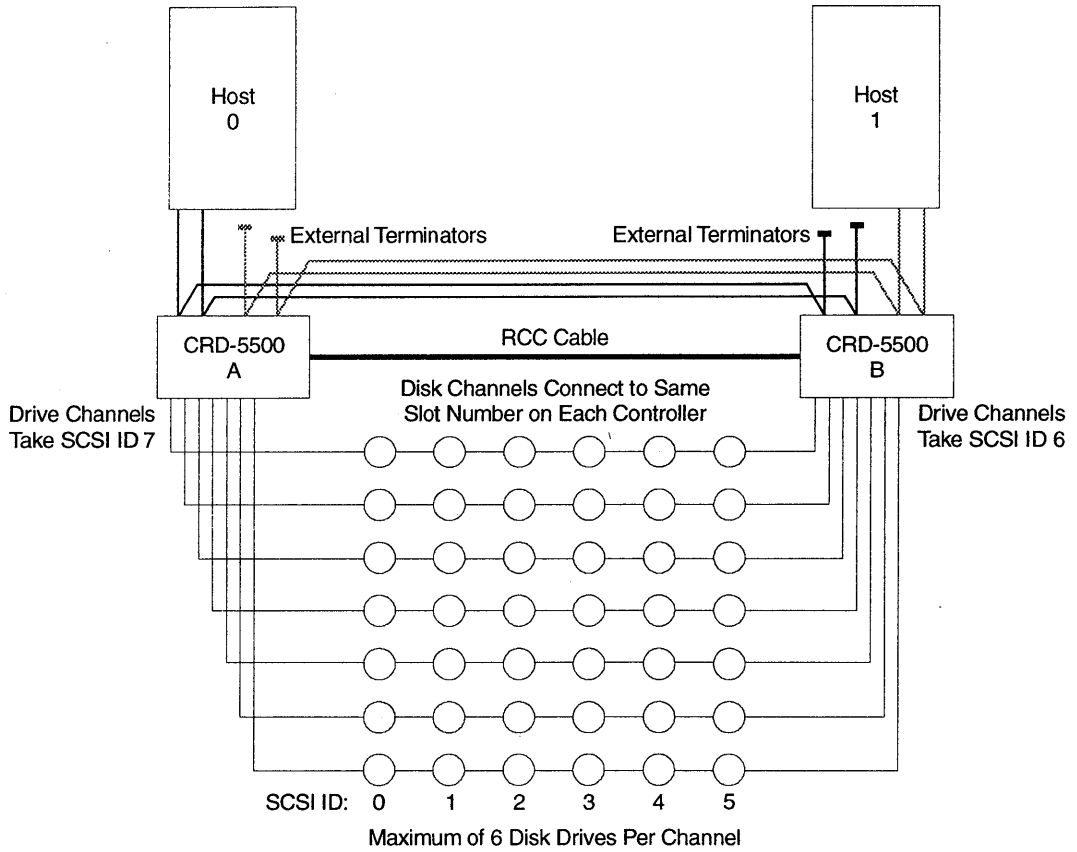 Host
0
Host
1
External Terminators
External Terminators
CRD-5500
A
RCC Cable
CRD-5500
B
Disk Channels Connect to Same
Slot Number on Each Controller
Drive Channels
Take SCSI ID 7
Drive Channels
Take SCSI ID 6
SCSI ID: 0 1 2 3 4 5
Maximum of 6 Disk Drives Per Channel